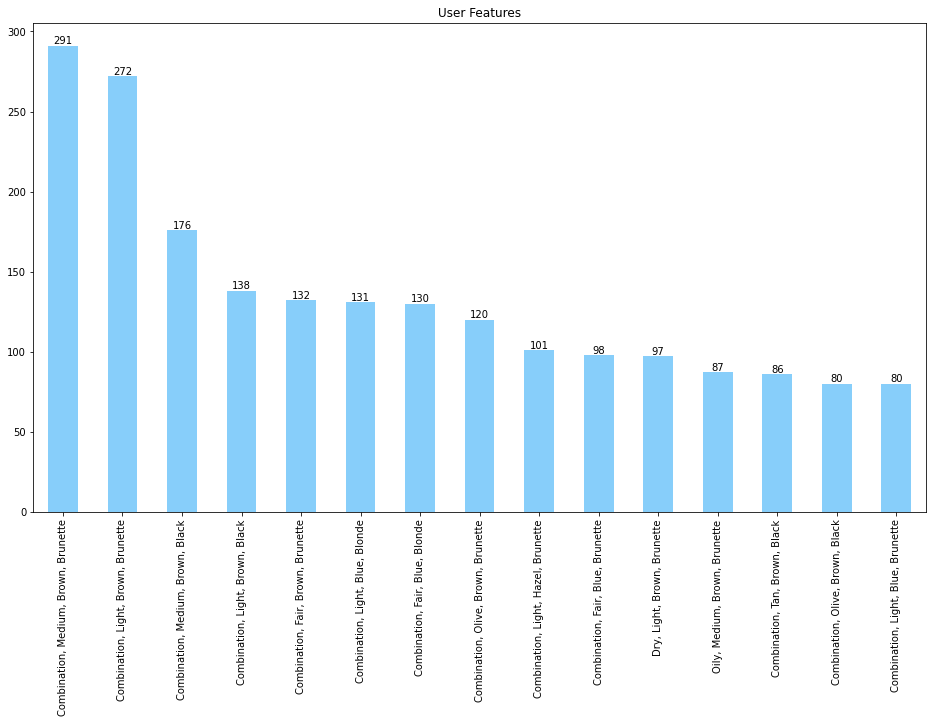 User Features
300
250
200
150
100
50
0
291
272
176
138
132
131
130
120
101
98
97
87
86
80
80
Combination, Medium, Brown, Brunette
Combination, Light, Brown, Brunette
Combination, Medium, Brown, Black
Combination, Light, Brown, Black
Combination, Fair, Brown, Brunette
Combination, Light, Blue, Blonde
Combination, Fair, Blue, Blonde
Combination, Olive, Brown, Brunette
Combination, Light, Hazel, Brunette
Combination, Fair, Blue, Brunette
Dry, Light, Brown, Brunette
Oily, Medium, Brown, Brunette
Combination, Tan, Brown, Black
Combination, Olive, Brown, Black
Combination, Light, Blue, Brunette